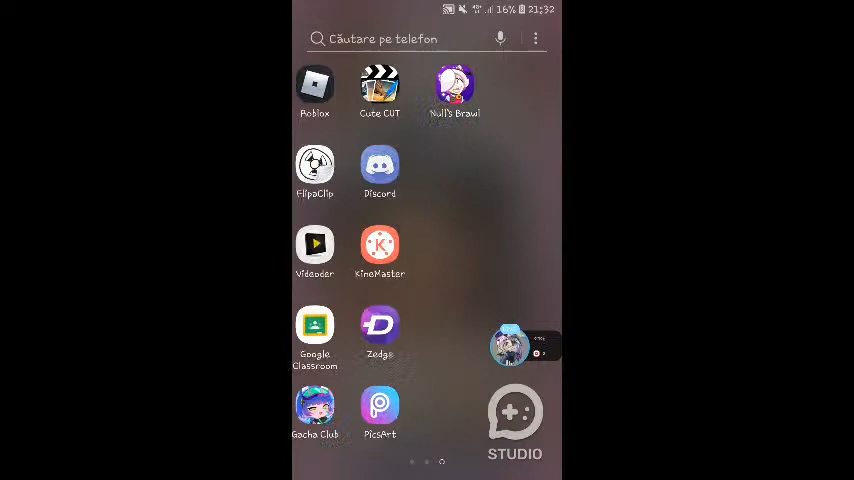 16% 21:32
Căutare pe telefon
Roblox
Cute CUT
Null's Brawl
FlipaClip
Discord
Videoder
KineMaster
Google
Classroom
Zedge
Gacha Club
PicsArt
STUDIO